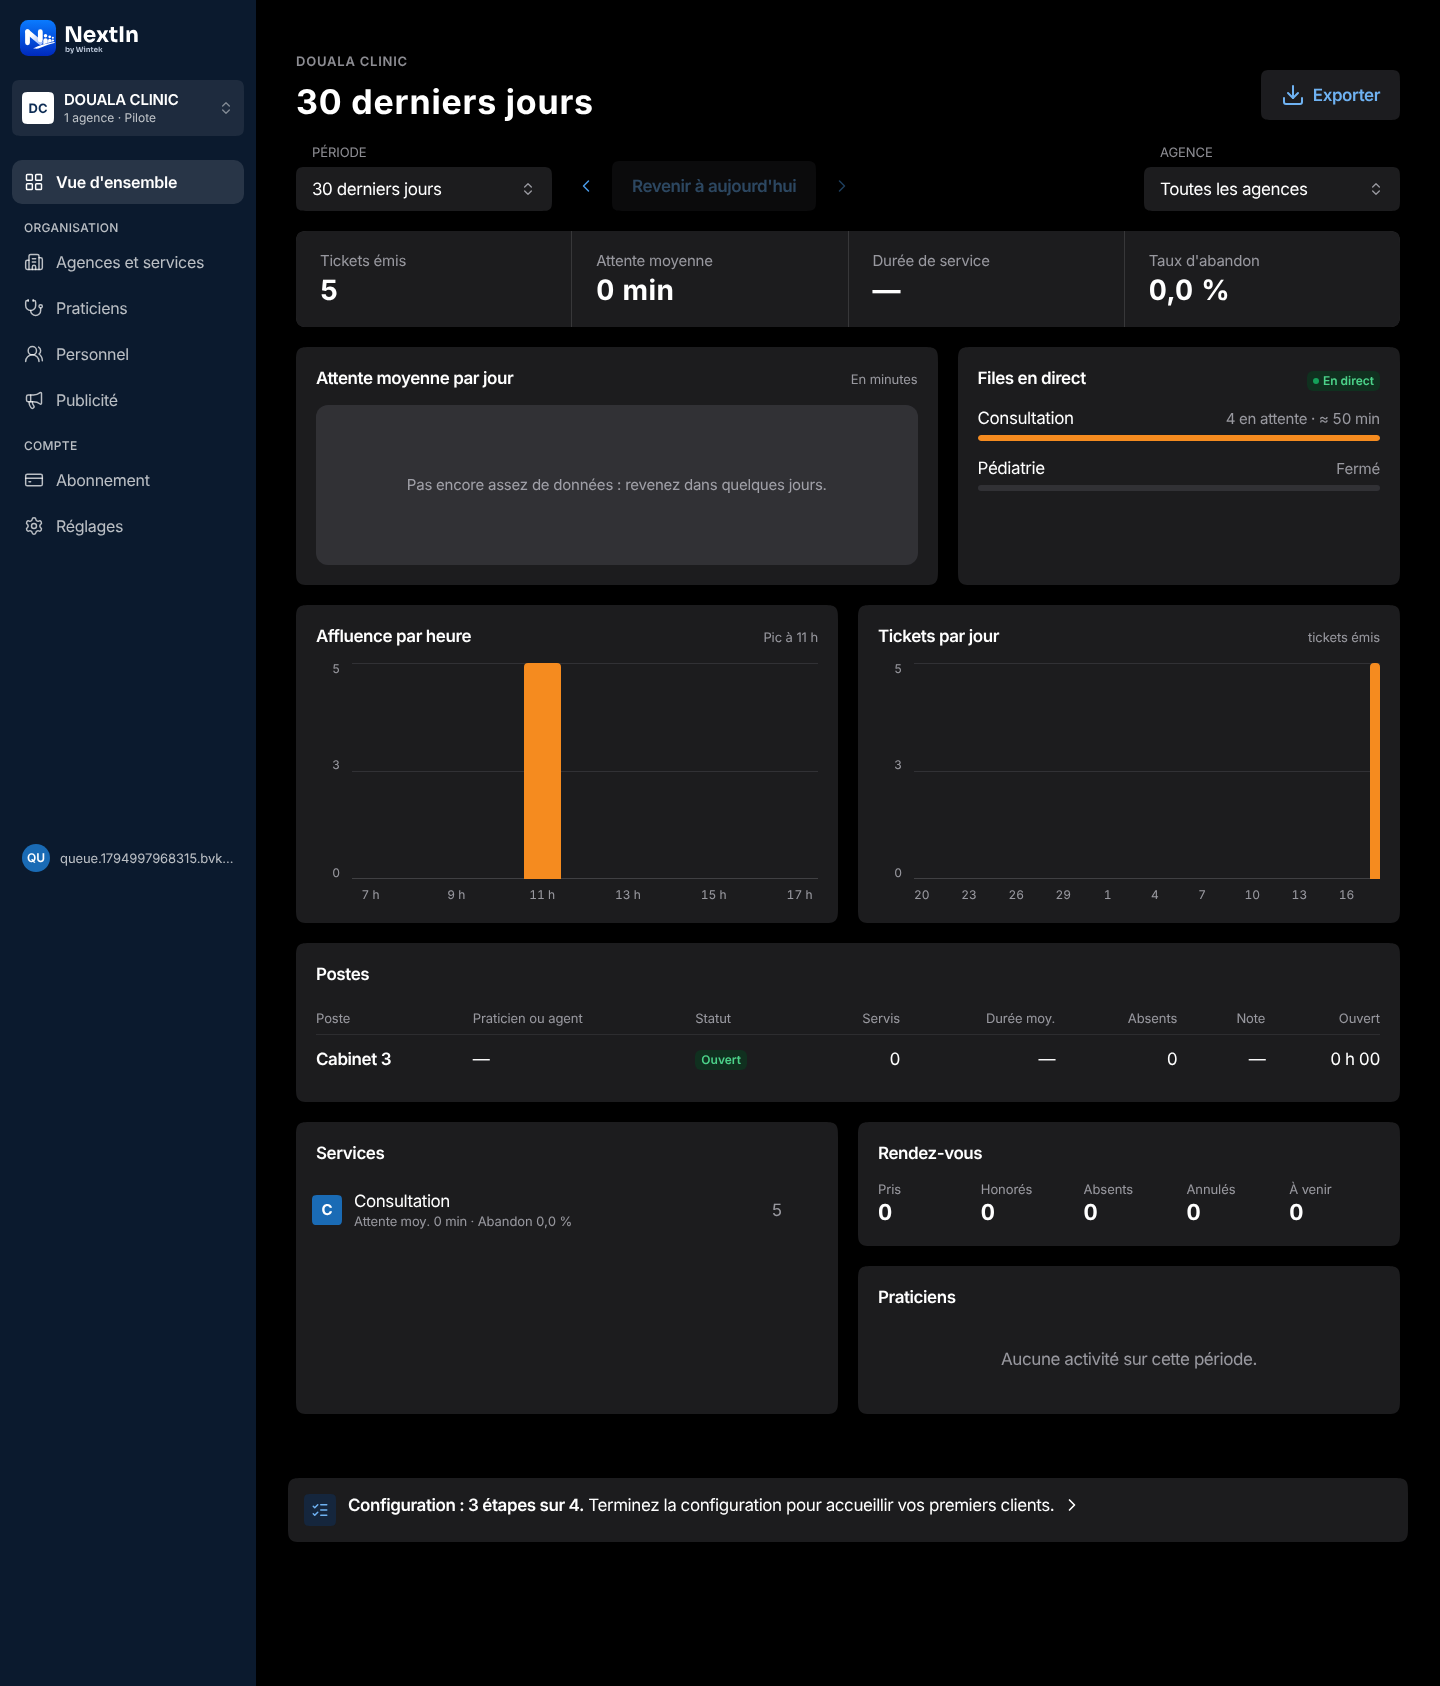 NextIn
by Wintek
DC
DOUALA CLINIC
1 agence · Pilote
Vue d'ensemble
ORGANISATION
Agences et services
Praticiens
Personnel
Publicité
COMPTE
Abonnement
Réglages
QU
queue.1794997968315.bvk...
DOUALA CLINIC
30 derniers jours
Exporter
PÉRIODE
30 derniers jours
Revenir à aujourd'hui
AGENCE
Toutes les agences
Tickets émis
5
Attente moyenne
0 min
Durée de service
—
Taux d'abandon
0,0 %
Attente moyenne par jour
En minutes
Pas encore assez de données : revenez dans quelques jours.
Files en direct
En direct
Consultation
4 en attente · ≈ 50 min
Pédiatrie
Fermé
Affluence par heure
Pic à 11 h
5
3
0
7 h 9 h 11 h 13 h 15 h 17 h
Tickets par jour
tickets émis
5
3
0
20 23 26 29 1 4 7 10 13 16
Postes
Poste Praticien ou agent Statut Servis Durée moy. Absents Note Ouvert
Cabinet 3 — Ouvert 0 — 0 — 0 h 00
Services
C
Consultation
Attente moy. 0 min · Abandon 0,0 %
5
Rendez-vous
Pris Honorés Absents Annulés À venir
0 0 0 0 0
Praticiens
Aucune activité sur cette période.
Configuration : 3 étapes sur 4. Terminez la configuration pour accueillir vos premiers clients.